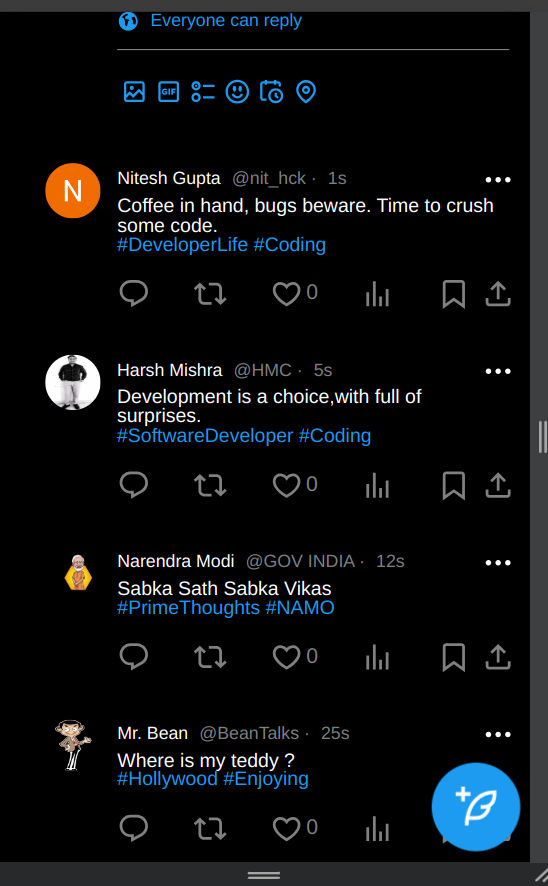 Everyone can reply
GIF
N
Nitesh Gupta @nit_hck · 1s
Coffee in hand, bugs beware. Time to crush
some code.
#DeveloperLife #Coding
0
Harsh Mishra @HMC · 5s
Development is a choice,with full of
surprises.
#SoftwareDeveloper #Coding
0
Narendra Modi @GOV INDIA · 12s
Sabka Sath Sabka Vikas
#PrimeThoughts #NAMO
0
Mr. Bean @BeanTalks · 25s
Where is my teddy ?
#Hollywood #Enjoying
0